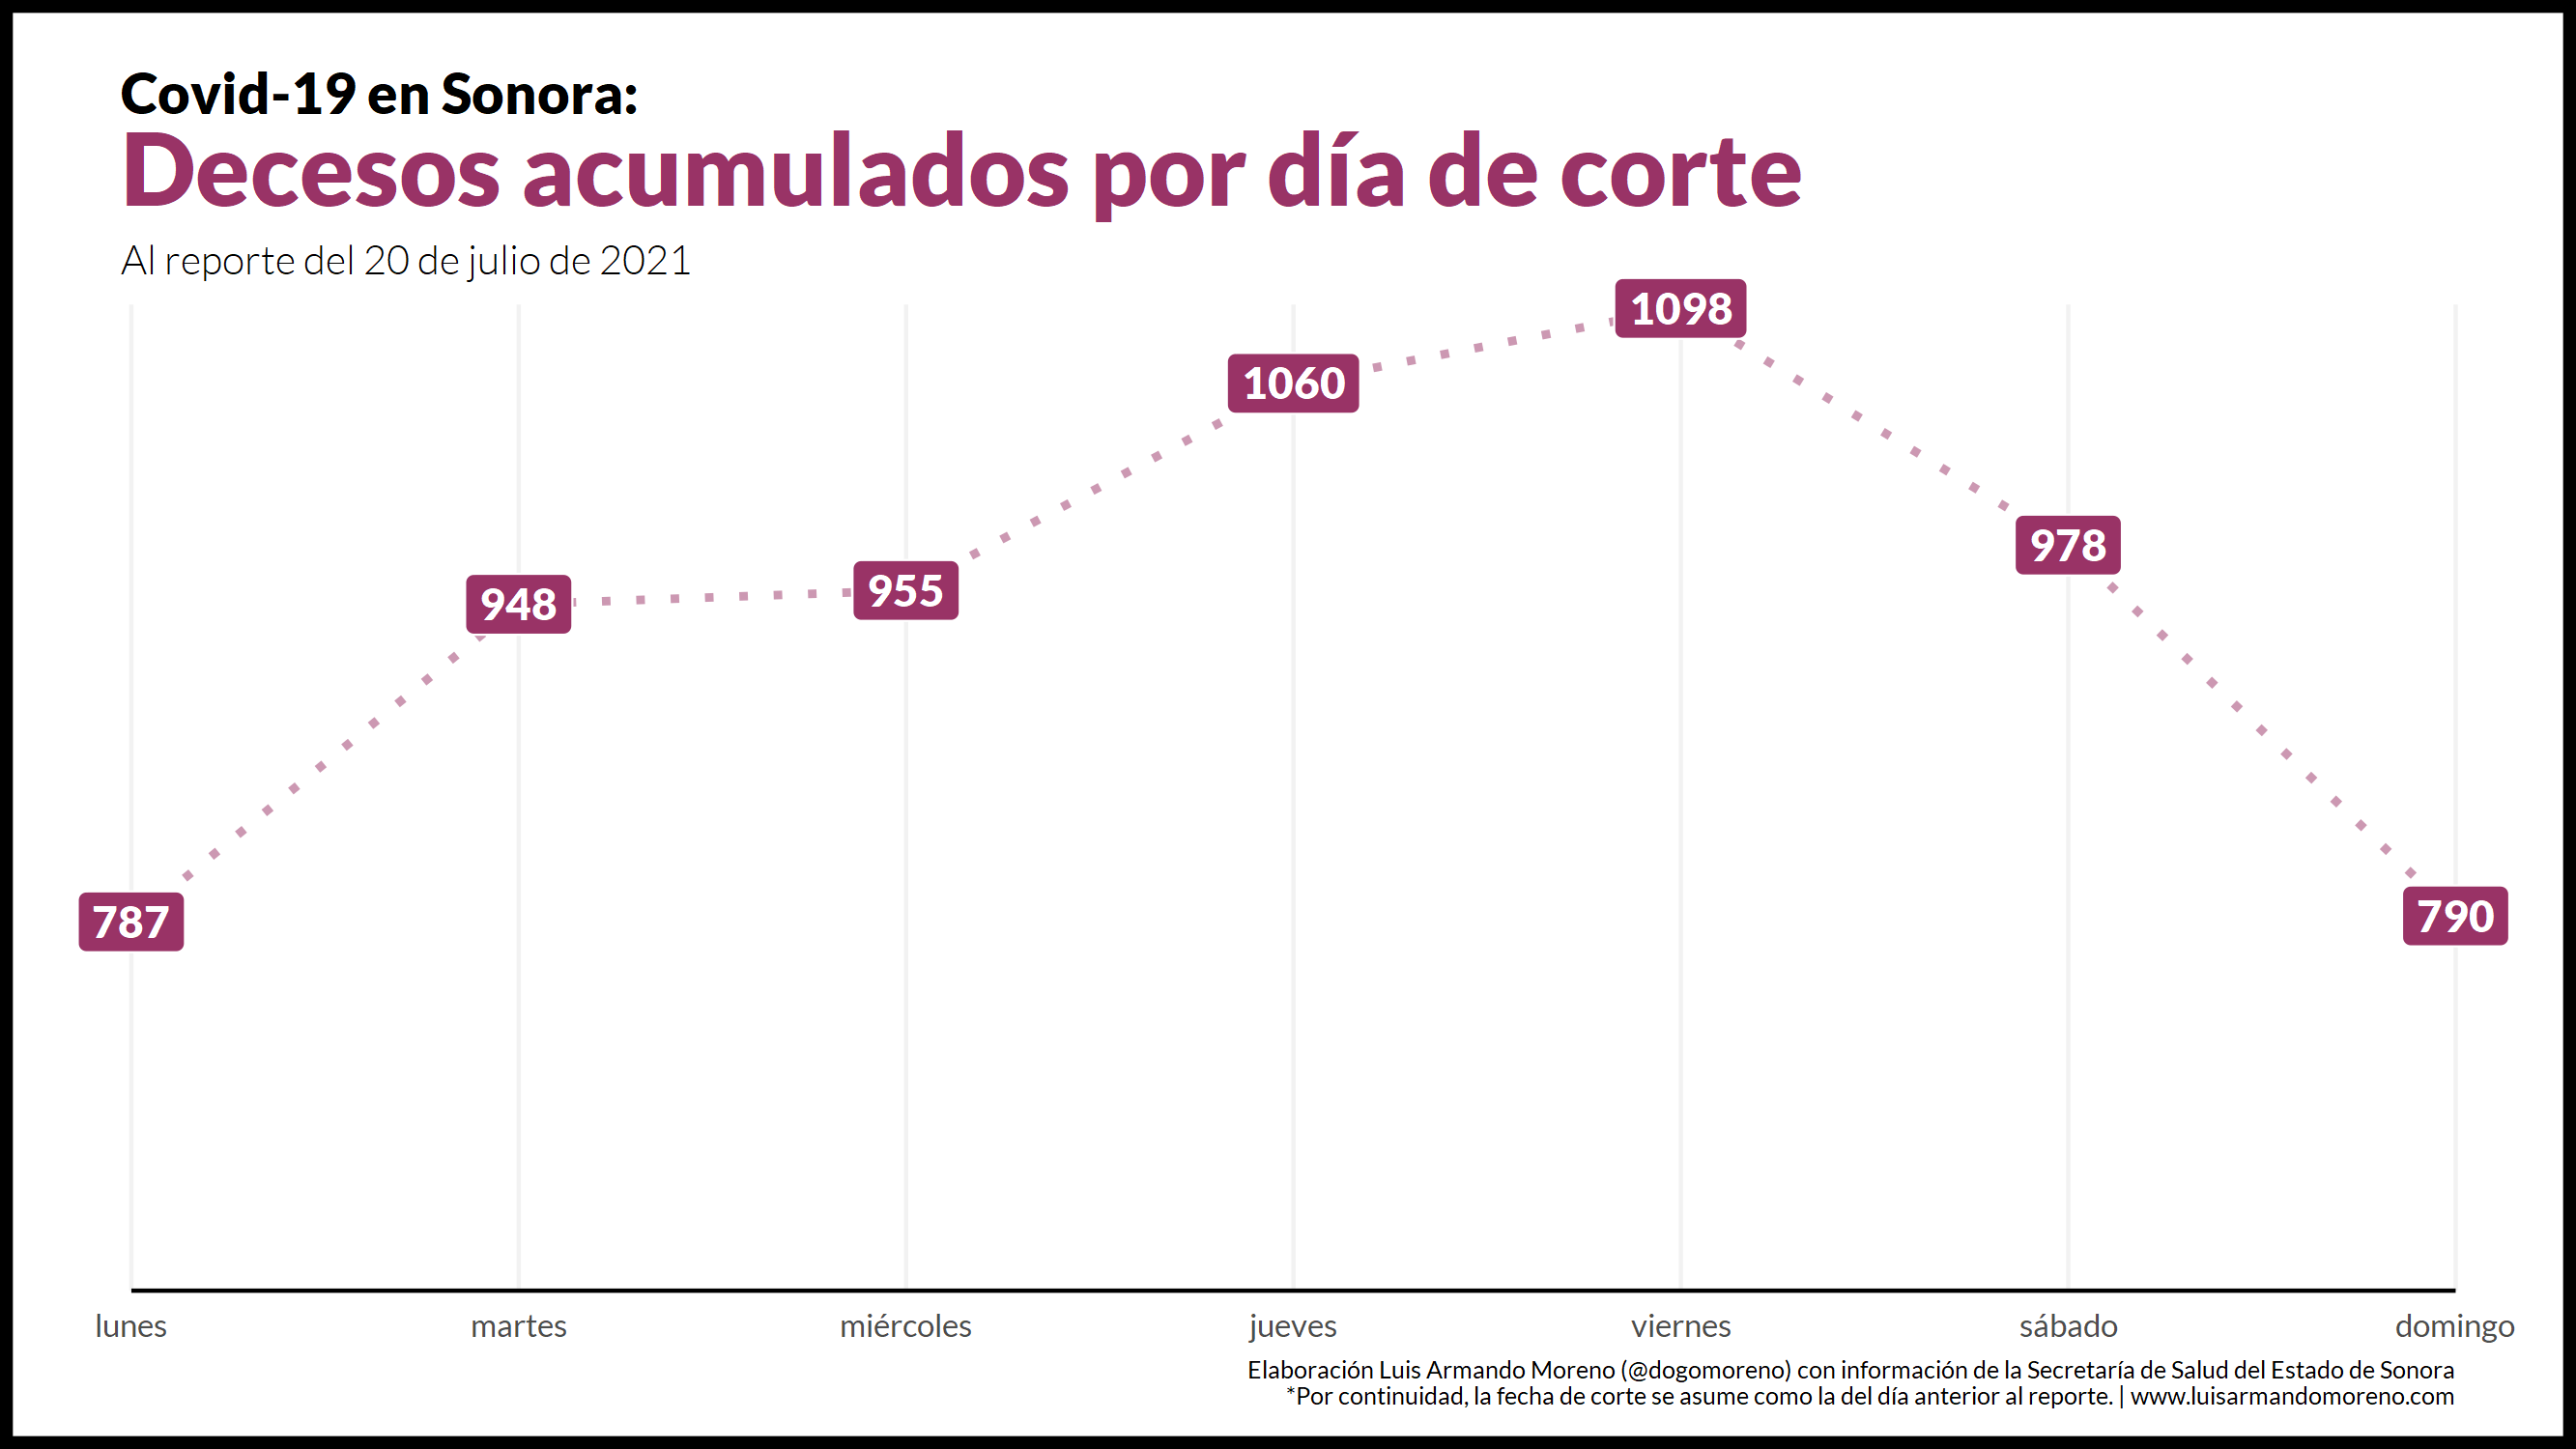 Covid-19 en Sonora:
Decesos acumulados por día de corte
Al reporte del 20 de julio de 2021
1098
1060
978
955
948
790
787
lunes martes miércoles jueves viernes sábado domingo
Elaboración Luis Armando Moreno (@dogomoreno) con información de la Secretaría de Salud del Estado de Sonora
*Por continuidad, la fecha de corte se asume como la del día anterior al reporte. | www.luisarmandomoreno.com